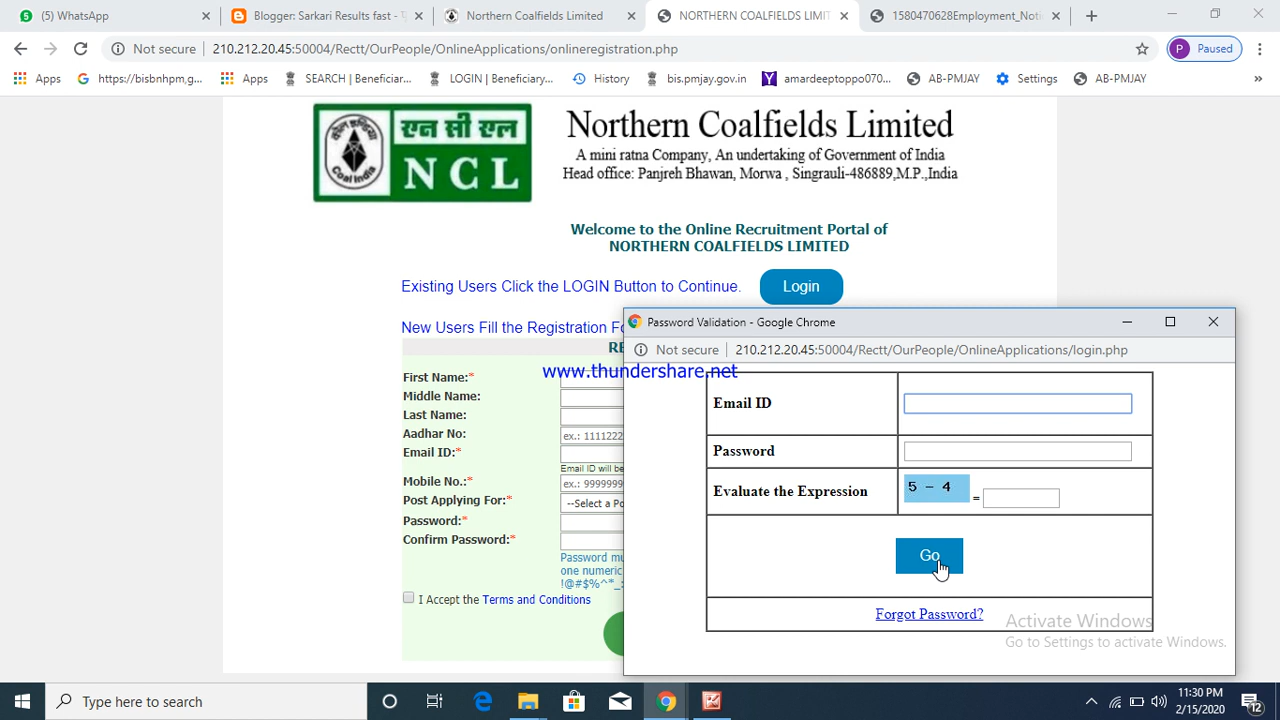 (5) WhatsApp
Blogger: Sarkari Results fast - प
Northern Coalfields Limited
NORTHERN COALFIELDS LIMIT
1580470628Employment_Noti
Not secure
210.212.20.45:50004/Rectt/OurPeople/OnlineApplications/onlineregistration.php
P Paused
Apps
https://bisbnhpm,g...
Apps
SEARCH | Beneficiar...
LOGIN | Beneficiary...
History
bis.pmjay.gov.in
amardeeptoppo070...
AB-PMJAY
Settings
AB-PMJAY
»
एन सी एल
NCL
Coal India
Northern Coalfields Limited
A mini ratna Company, An undertaking of Government of India
Head office: Panjreh Bhawan, Morwa , Singrauli-486889,M.P.,India
Welcome to the Online Recruitment Portal of
NORTHERN COALFIELDS LIMITED
Existing Users Click the LOGIN Button to Continue.
Login
New Users Fill the Registration Fo
RE
First Name:*
Middle Name:
Last Name:
Aadhar No:
ex.: 1111222
Email ID:*
Email ID will be
Mobile No.:*
ex.: 9999999
Post Applying For:*
--Select a Po
Password:*
Confirm Password:*
Password mu
one numeric
!@#$%^*_:
I Accept the Terms and Conditions
Password Validation - Google Chrome
Not secure
210.212.20.45:50004/Rectt/OurPeople/OnlineApplications/login.php
www.thundershare.net
Email ID
Password
Evaluate the Expression
5 – 4
=
Go
Forgot Password?
Activate Windows
Go to Settings to activate Windows.
Type here to search
11:30 PM
2/15/2020
12